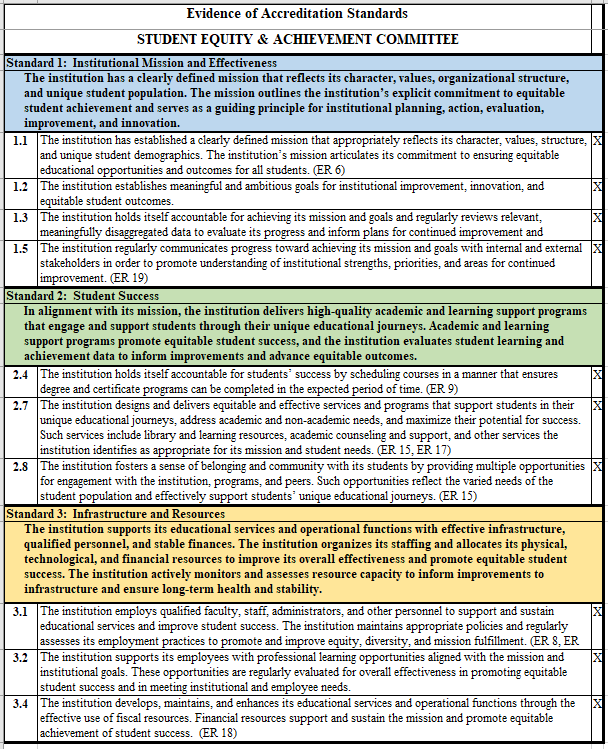 Evidence of Accreditation Standards
STUDENT EQUITY & ACHIEVEMENT COMMITTEE
Standard 1: Institutional Mission and Effectiveness
The institution has a clearly defined mission that reflects its character, values, organizational structure,
and unique student population. The mission outlines the institution's explicit commitment to equitable
student achievement and serves as a guiding principle for institutional planning, action, evaluation,
improvement, and innovation.
1.1 The institution has established a clearly defined mission that appropriately reflects its character, values, structure, X
and unique student demographics. The institution's mission articulates its commitment to ensuring equitable
educational opportunities and outcomes for all students. (ER 6)
1.2 The institution establishes meaningful and ambitious goals for institutional improvement, innovation, and X
equitable student outcomes.
1.3 The institution holds itself accountable for achieving its mission and goals and regularly reviews relevant, X
meaningfully disaggregated data to evaluate its progress and inform plans for continued improvement and
1.5 The institution regularly communicates progress toward achieving its mission and goals with internal and external X
stakeholders in order to promote understanding of institutional strengths, priorities, and areas for continued
improvement. (ER 19)
Standard 2: Student Success
In alignment with its mission, the institution delivers high-quality academic and learning support programs
that engage and support students through their unique educational journeys. Academic and learning
support programs promote equitable student success, and the institution evaluates student learning and
achievement data to inform improvements and advance equitable outcomes.
2.4 The institution holds itself accountable for students' success by scheduling courses in a manner that ensures X
degree and certificate programs can be completed in the expected period of time. (ER 9)
2.7 The institution designs and delivers equitable and effective services and programs that support students in their X
unique educational journeys, address academic and non-academic needs, and maximize their potential for success.
Such services include library and learning resources, academic counseling and support, and other services the
institution identifies as appropriate for its mission and student needs. (ER 15, ER 17)
2.8 The institution fosters a sense of belonging and community with its students by providing multiple opportunities X
for engagement with the institution, programs, and peers. Such opportunities reflect the varied needs of the
student population and effectively support students' unique educational journeys. (ER 15)
Standard 3: Infrastructure and Resources
The institution supports its educational services and operational functions with effective infrastructure,
qualified personnel, and stable finances. The institution organizes its staffing and allocates its physical,
technological, and financial resources to improve its overall effectiveness and promote equitable student
success. The institution actively monitors and assesses resource capacity to inform improvements to
infrastructure and ensure long-term health and stability.
3.1 The institution employs qualified faculty, staff, administrators, and other personnel to support and sustain X
educational services and improve student success. The institution maintains appropriate policies and regularly
assesses its employment practices to promote and improve equity, diversity, and mission fulfillment. (ER 8, ER
3.2 The institution supports its employees with professional learning opportunities aligned with the mission and X
institutional goals. These opportunities are regularly evaluated for overall effectiveness in promoting equitable
student success and in meeting institutional and employee needs.
3.4 The institution develops, maintains, and enhances its educational services and operational functions through the X
effective use of fiscal resources. Financial resources support and sustain the mission and promote equitable
achievement of student success. (ER 18)